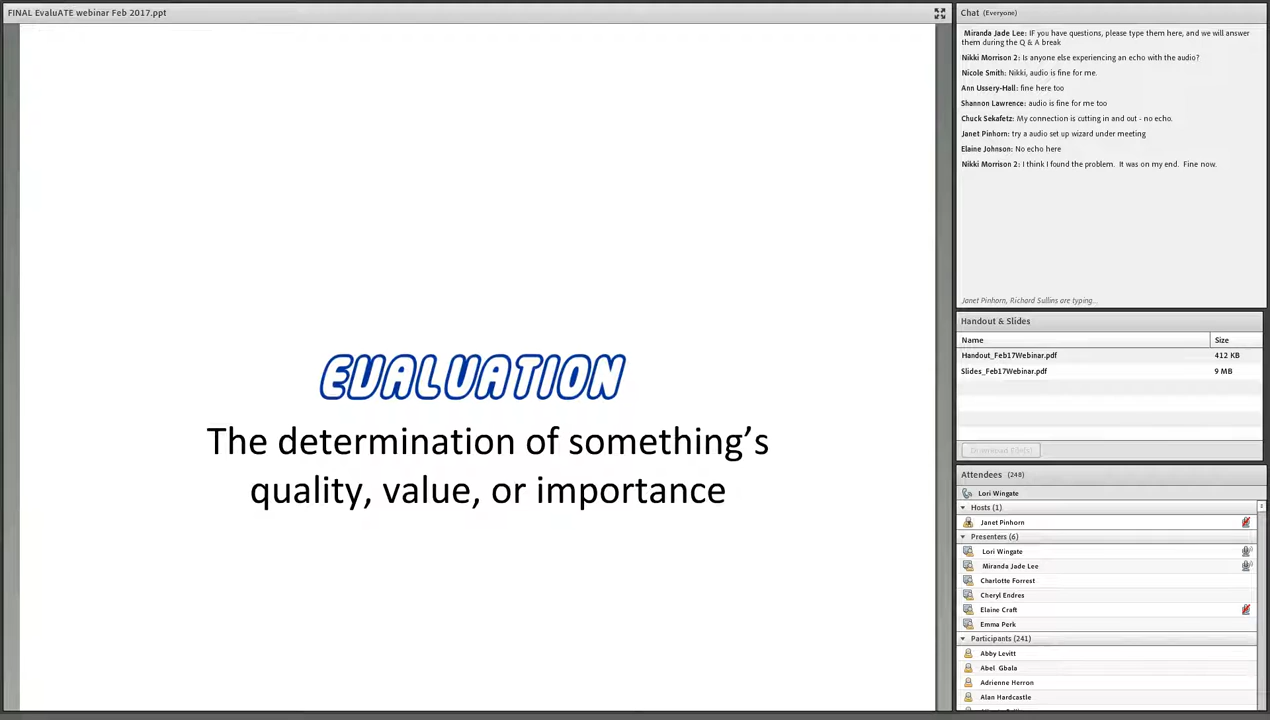 FINAL EvaluATE webinar Feb 2017.ppt
EVALUATION
The determination of something’s
quality, value, or importance
Chat (Everyone)
Miranda Jade Lee: IF you have questions, please type them here, and we will answer
them during the Q & A break
Nikki Morrison 2: Is anyone else experiencing an echo with the audio?
Nicole Smith: Nikki, audio is fine for me.
Ann Ussery-Hall: fine here too
Shannon Lawrence: audio is fine for me too
Chuck Sekafetz: My connection is cutting in and out - no echo.
Janet Pinhorn: try a audio set up wizard under meeting
Elaine Johnson: No echo here
Nikki Morrison 2: I think I found the problem. It was on my end. Fine now.
Janet Pinhorn, Richard Sullins are typing...
Handout & Slides
Name Size
Handout_Feb17Webinar.pdf 412 KB
Slides_Feb17Webinar.pdf 9 MB
Download File(s)
Attendees (248)
Lori Wingate
Hosts (1)
Janet Pinhorn
Presenters (6)
Lori Wingate
Miranda Jade Lee
Charlotte Forrest
Cheryl Endres
Elaine Craft
Emma Perk
Participants (241)
Abby Levitt
Abel Gbala
Adrienne Herron
Alan Hardcastle